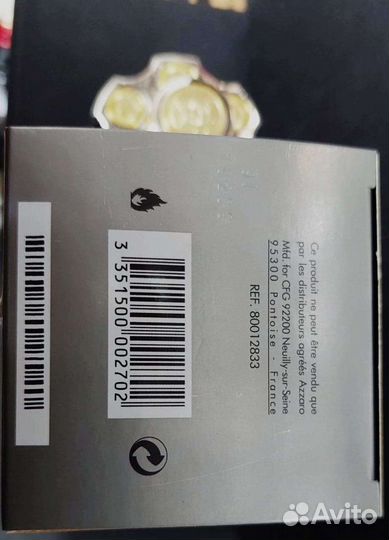 Ce produit ne peut être vendu que
par les distributeurs agréés Azzaro
Mfd. for CFG 92200 Neuilly-sur-Seine
95300 Pontoise - France
REF. 80012833
3 351500 002702
Avito